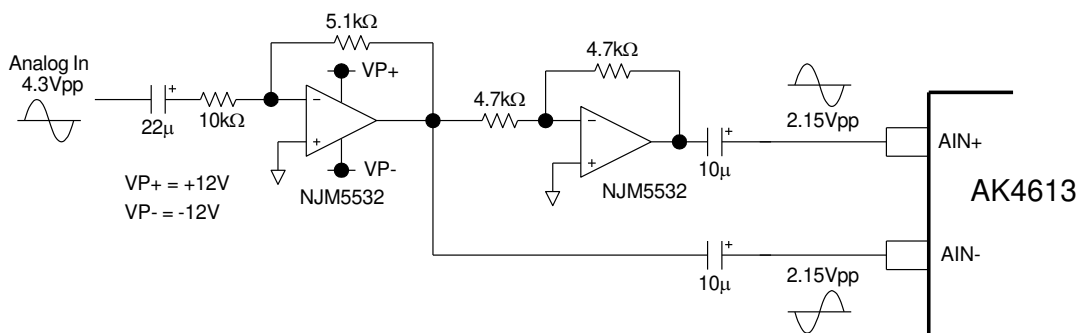 5.1kΩ
4.7kΩ
Analog In
4.3Vpp
VP+
22μ
+
10kΩ
−
+
VP-
NJM5532
4.7kΩ
−
+
NJM5532
10μ
+
2.15Vpp
AIN+
AK4613
VP+ = +12V
VP- = -12V
10μ
+
2.15Vpp
AIN-